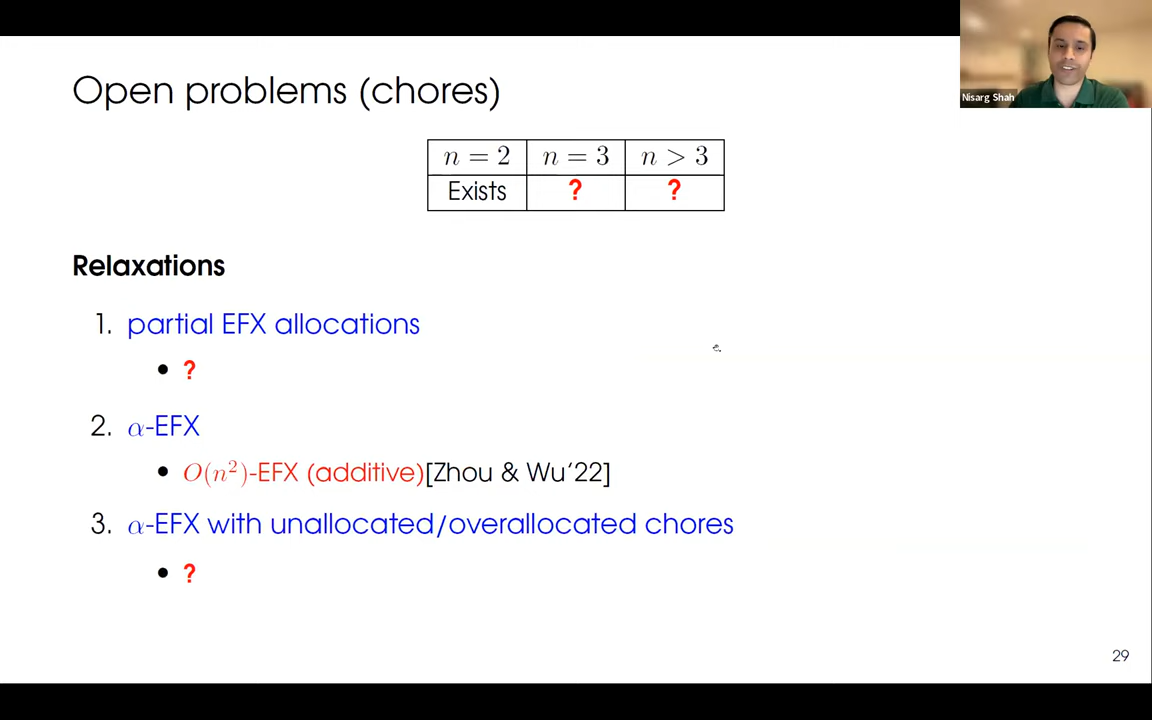 Nisarg Shah
Open problems (chores)
n = 2 n = 3 n > 3
Exists ? ?
Relaxations
1. partial EFX allocations
• ?
2. α-EFX
• O(n²)-EFX (additive)[Zhou & Wu'22]
3. α-EFX with unallocated/overallocated chores
• ?
29